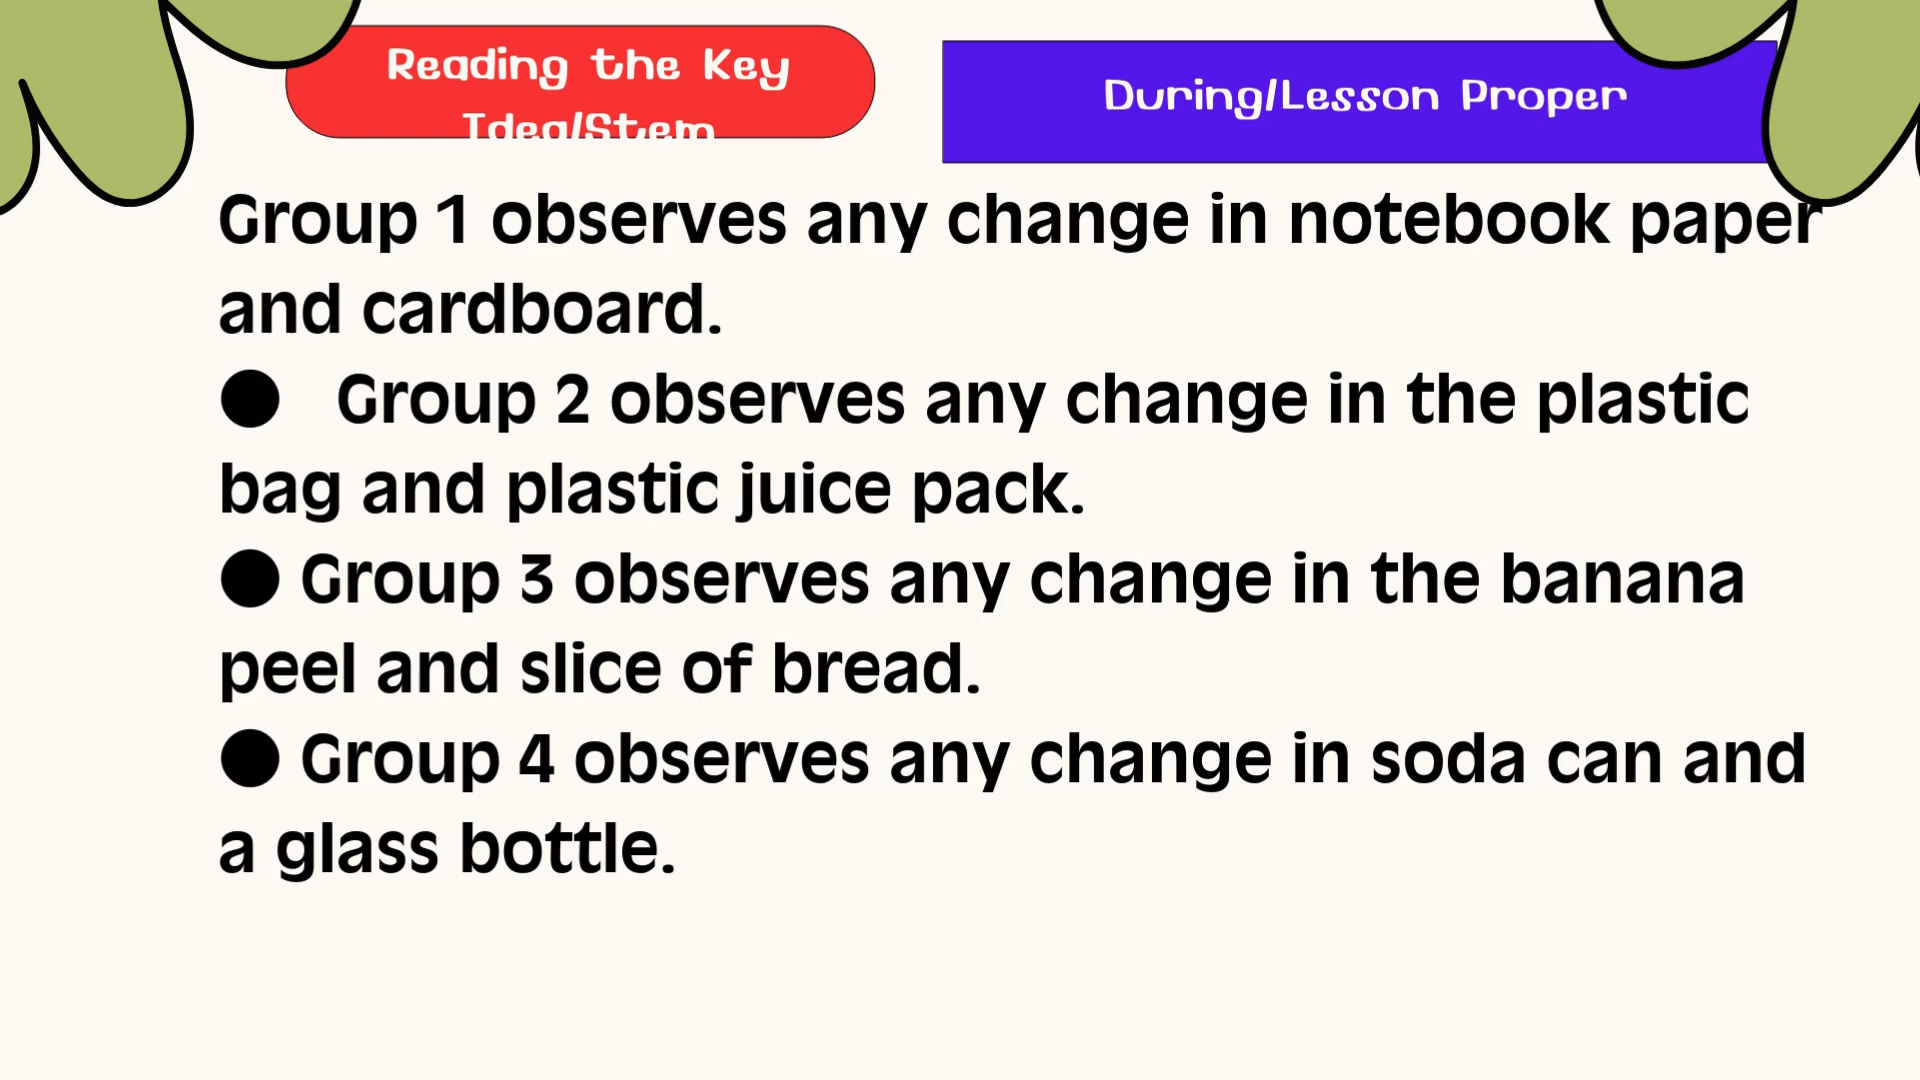 Reading the Key
Idea/Stem
During/Lesson Proper
Group 1 observes any change in notebook paper
and cardboard.
● Group 2 observes any change in the plastic
bag and plastic juice pack.
● Group 3 observes any change in the banana
peel and slice of bread.
● Group 4 observes any change in soda can and
a glass bottle.